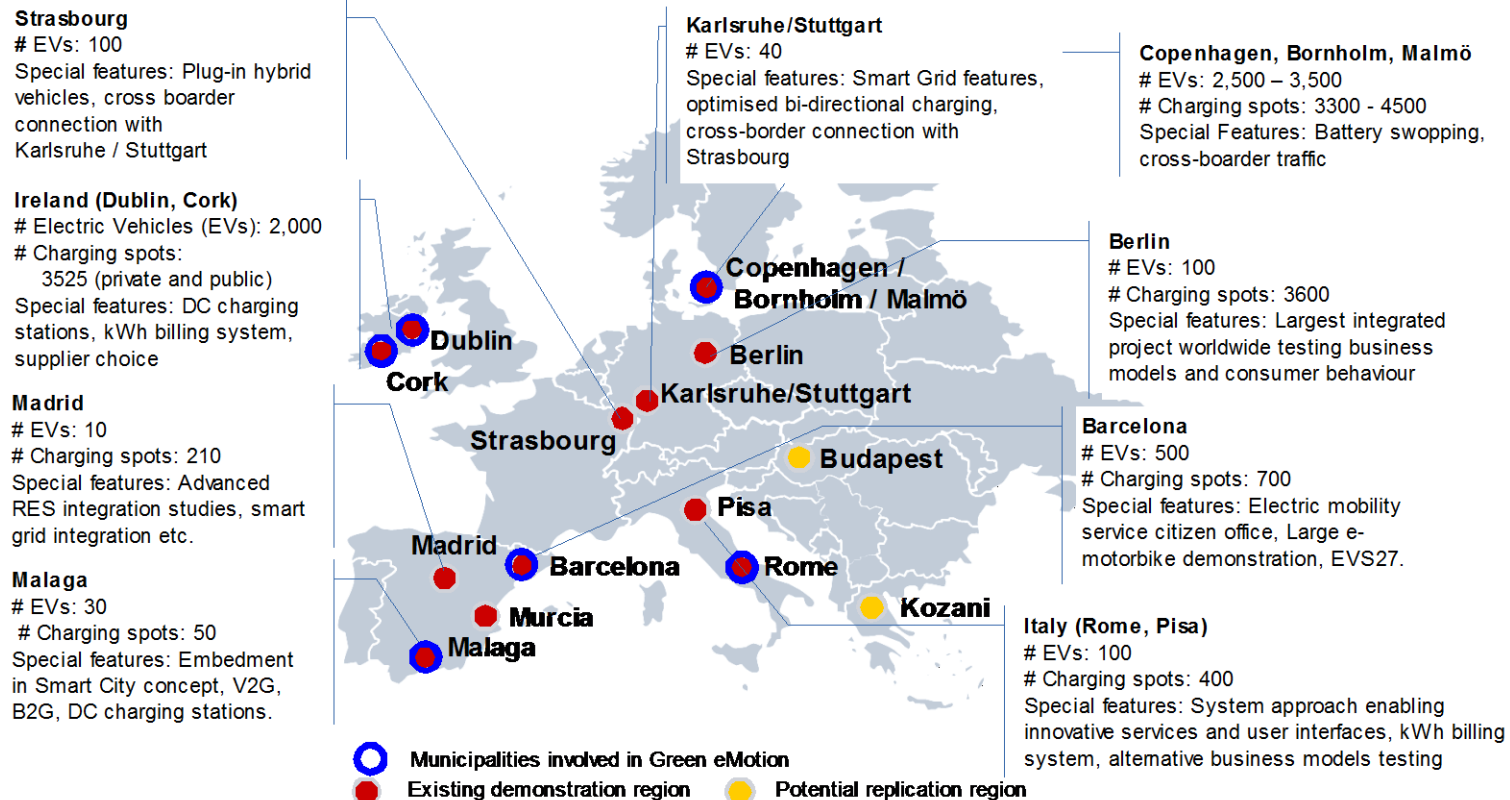 Strasbourg
# EVs: 100
Special features: Plug-in hybrid
vehicles, cross boarder
connection with
Karlsruhe / Stuttgart
Ireland (Dublin, Cork)
# Electric Vehicles (EVs): 2,000
# Charging spots:
3525 (private and public)
Special features: DC charging
stations, kWh billing system,
supplier choice
Madrid
# EVs: 10
# Charging spots: 210
Special features: Advanced
RES integration studies, smart
grid integration etc.
Malaga
# EVs: 30
# Charging spots: 50
Special features: Embedment
in Smart City concept, V2G,
B2G, DC charging stations.
Karlsruhe/Stuttgart
# EVs: 40
Special features: Smart Grid features,
optimised bi-directional charging,
cross-border connection with
Strasbourg
Copenhagen, Bornholm, Malmö
# EVs: 2,500 – 3,500
# Charging spots: 3300 - 4500
Special Features: Battery swopping,
cross-boarder traffic
Berlin
# EVs: 100
# Charging spots: 3600
Special features: Largest integrated
project worldwide testing business
models and consumer behaviour
Barcelona
# EVs: 500
# Charging spots: 700
Special features: Electric mobility
service citizen office, Large e-
motorbike demonstration, EVS27.
Italy (Rome, Pisa)
# EVs: 100
# Charging spots: 400
Special features: System approach enabling
innovative services and user interfaces, kWh billing
system, alternative business models testing
Copenhagen /
Bornholm / Malmö
Dublin
Cork
Berlin
Karlsruhe/Stuttgart
Strasbourg
Budapest
Pisa
Madrid
Barcelona
Rome
Murcia
Kozani
Malaga
Municipalities involved in Green eMotion
Existing demonstration region
Potential replication region